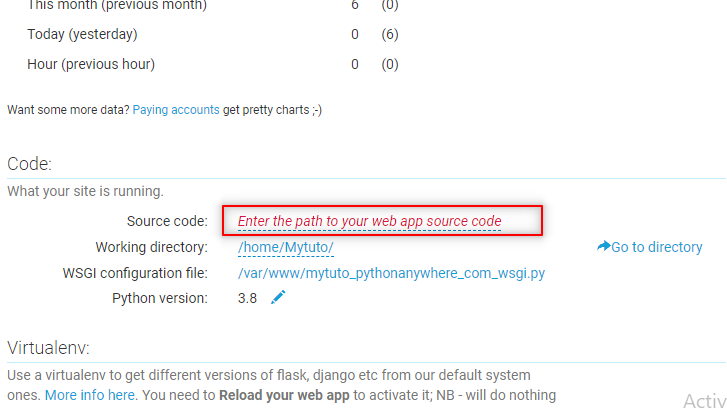 This month (previous month) 6 (0)
Today (yesterday) 0 (6)
Hour (previous hour) 0 (0)
Want some more data? Paying accounts get pretty charts ;-)
Code:
What your site is running.
Source code: Enter the path to your web app source code
Working directory: /home/Mytuto/ Go to directory
WSGI configuration file: /var/www/mytuto_pythonanywhere_com_wsgi.py
Python version: 3.8
Virtualenv:
Use a virtualenv to get different versions of flask, django etc from our default system
ones. More info here. You need to Reload your web app to activate it; NB - will do nothing
Activ